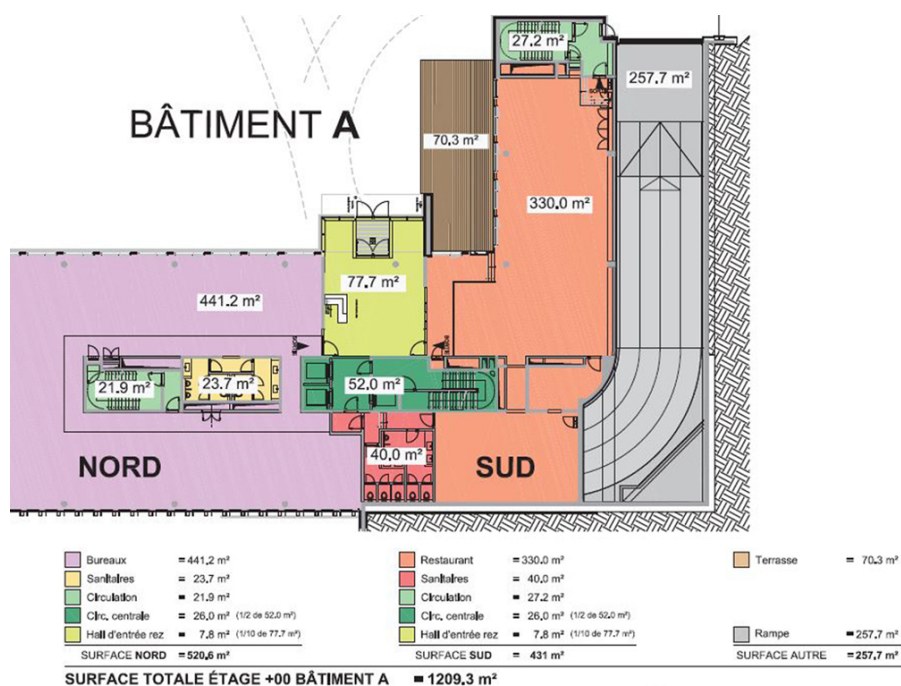 27.2 m²
257.7 m²
BÂTIMENT A
70.3 m²
330.0 m²
77.7 m²
441.2 m²
21.9 m²
23.7 m²
52.0 m²
40.0 m²
NORD
SUD
Bureaux = 441.2 m²
Sanitaires = 23.7 m²
Circulation = 21.9 m²
Circ. centrale = 26.0 m² (1/2 de 52.0 m²)
Hall d'entrée rez = 7.8 m² (1/10 de 77.7 m²)
SURFACE NORD = 520.6 m²
Restaurant = 330.0 m²
Sanitaires = 40.0 m²
Circulation = 27.2 m²
Circ. centrale = 26.0 m² (1/2 de 52.0 m²)
Hall d'entrée rez = 7.8 m² (1/10 de 77.7 m²)
SURFACE SUD = 431 m²
Terrasse = 70.3 m²
Rampe = 257.7 m²
SURFACE AUTRE = 257.7 m²
SURFACE TOTALE ÉTAGE +00 BÂTIMENT A = 1209.3 m²